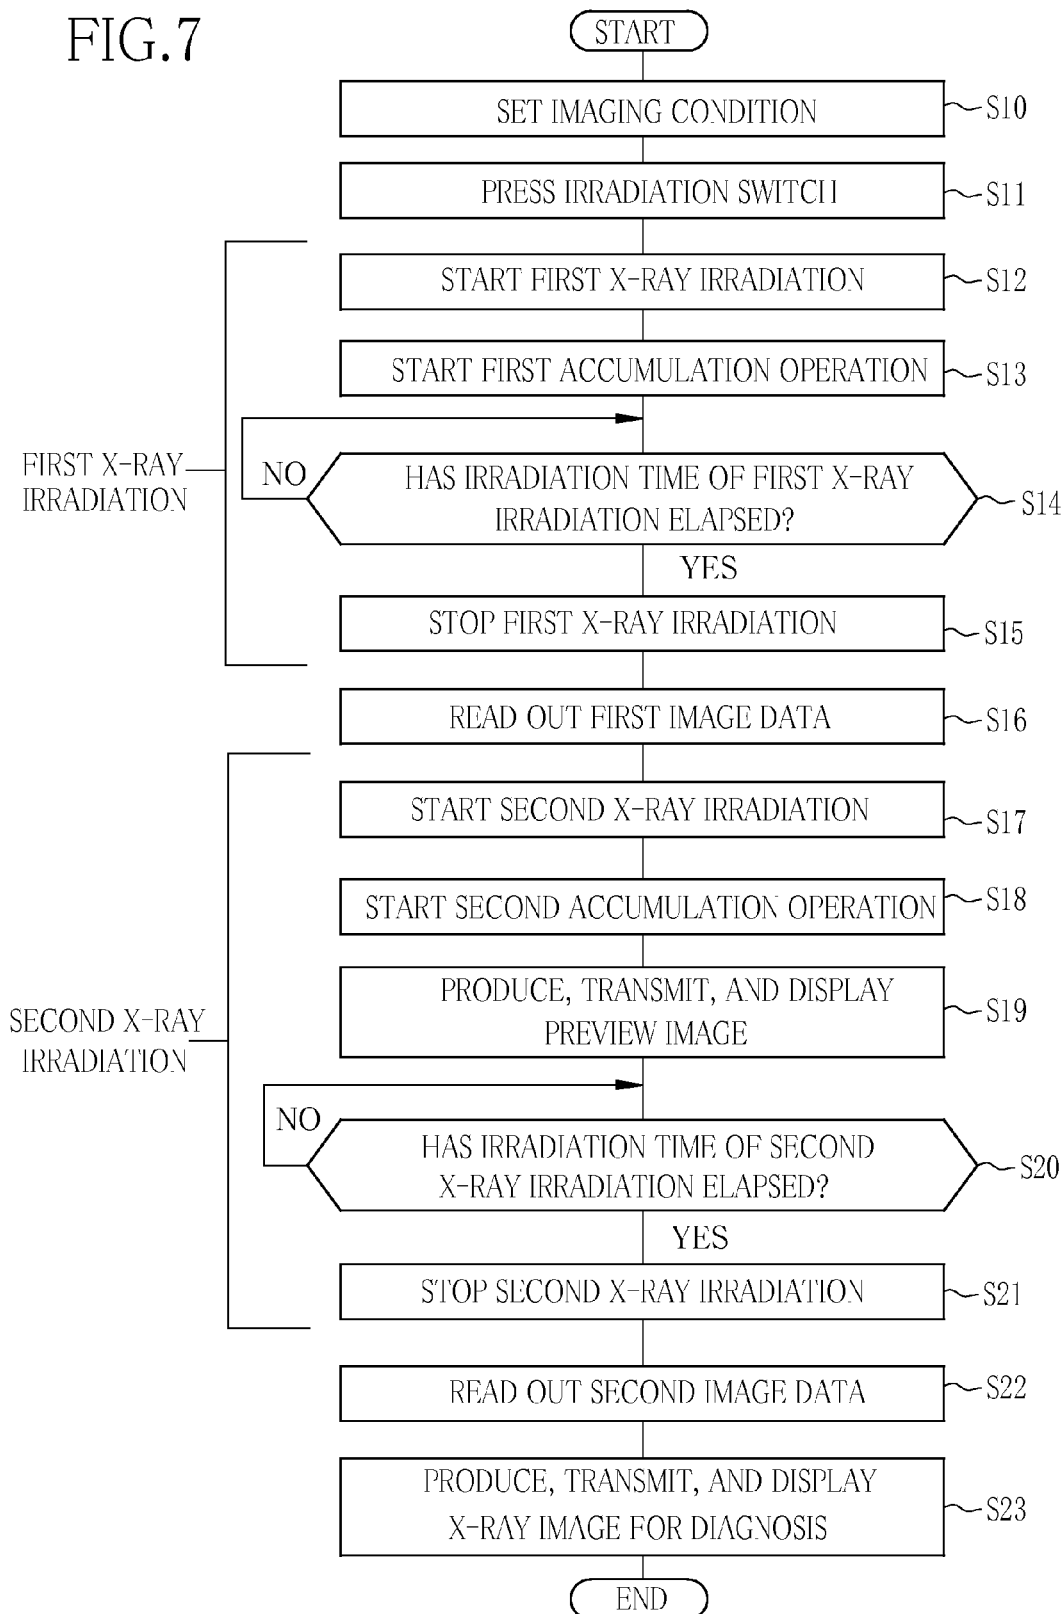 FIG.7
START
SET IMAGING CONDITION
S10
PRESS IRRADIATION SWITCH
S11
START FIRST X-RAY IRRADIATION
S12
START FIRST ACCUMULATION OPERATION
S13
FIRST X-RAY
IRRADIATION
NO
HAS IRRADIATION TIME OF FIRST X-RAY
IRRADIATION ELAPSED?
S14
YES
STOP FIRST X-RAY IRRADIATION
S15
READ OUT FIRST IMAGE DATA
S16
START SECOND X-RAY IRRADIATION
S17
START SECOND ACCUMULATION OPERATION
S18
PRODUCE, TRANSMIT, AND DISPLAY
PREVIEW IMAGE
S19
SECOND X-RAY
IRRADIATION
NO
HAS IRRADIATION TIME OF SECOND
X-RAY IRRADIATION ELAPSED?
S20
YES
STOP SECOND X-RAY IRRADIATION
S21
READ OUT SECOND IMAGE DATA
S22
PRODUCE, TRANSMIT, AND DISPLAY
X-RAY IMAGE FOR DIAGNOSIS
S23
END